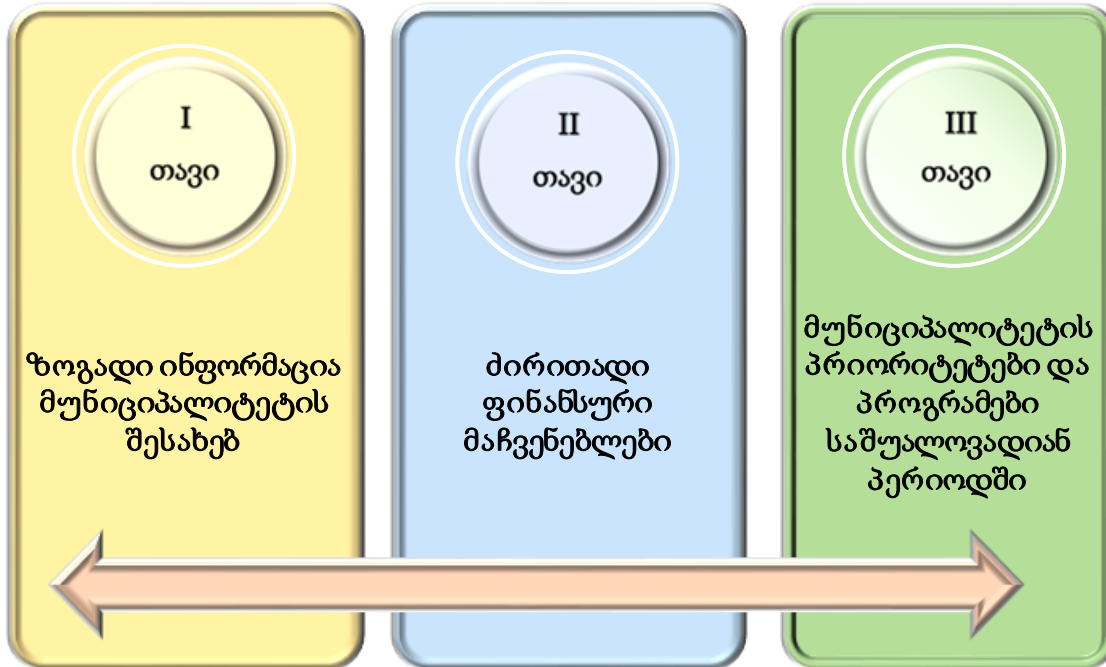 I
თავი
ზოგადი ინფორმაცია
მუნიციპალიტეტის
შესახებ
II
თავი
ძირითადი
ფინანსური
მაჩვენებლები
III
თავი
მუნიციპალიტეტის
პრიორიტეტები და
პროგრამები
საშუალოვადიან
პერიოდში